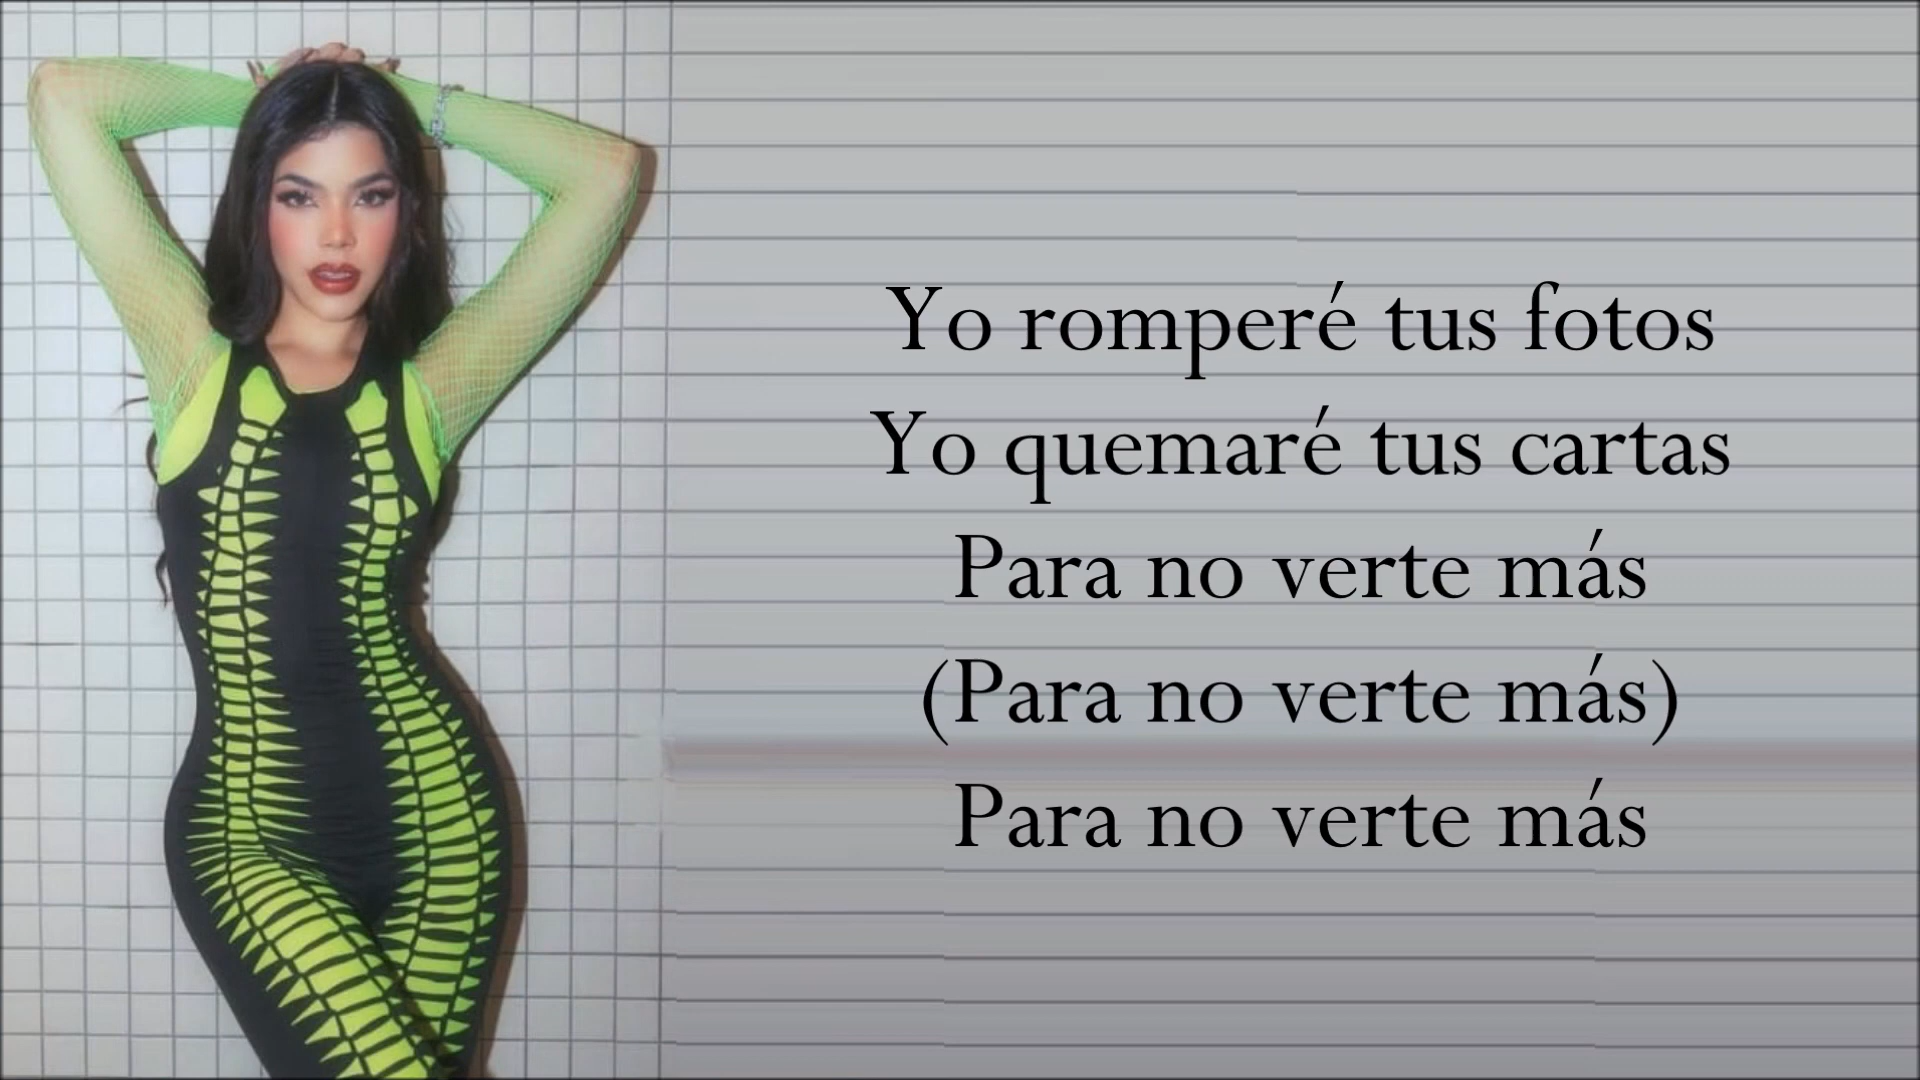 Yo romperé tus fotos
Yo quemaré tus cartas
Para no verte más
(Para no verte más)
Para no verte más